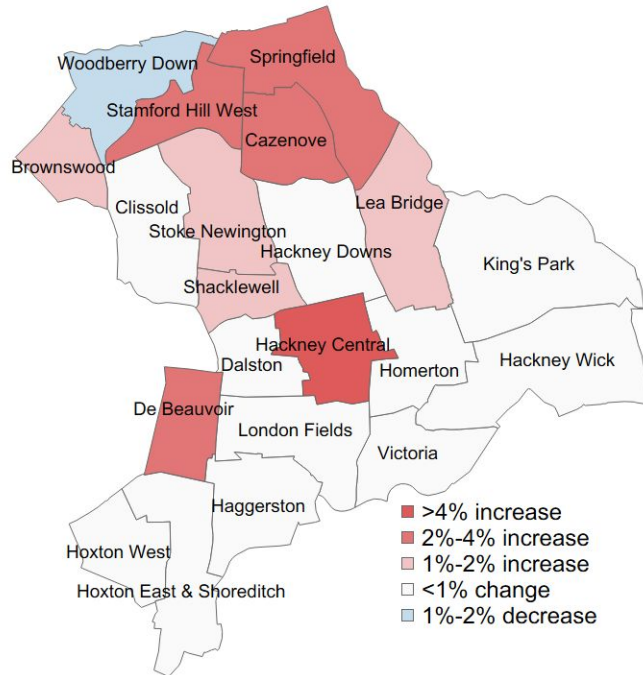 Woodberry Down
Springfield
Stamford Hill West
Cazenove
Brownswood
Lea Bridge
Clissold
Stoke Newington
Hackney Downs
King's Park
Shacklewell
Hackney Central
Dalston
Homerton
Hackney Wick
De Beauvoir
London Fields
Victoria
Haggerston
Hoxton West
Hoxton East & Shoreditch
>4% increase
2%-4% increase
1%-2% increase
<1% change
1%-2% decrease